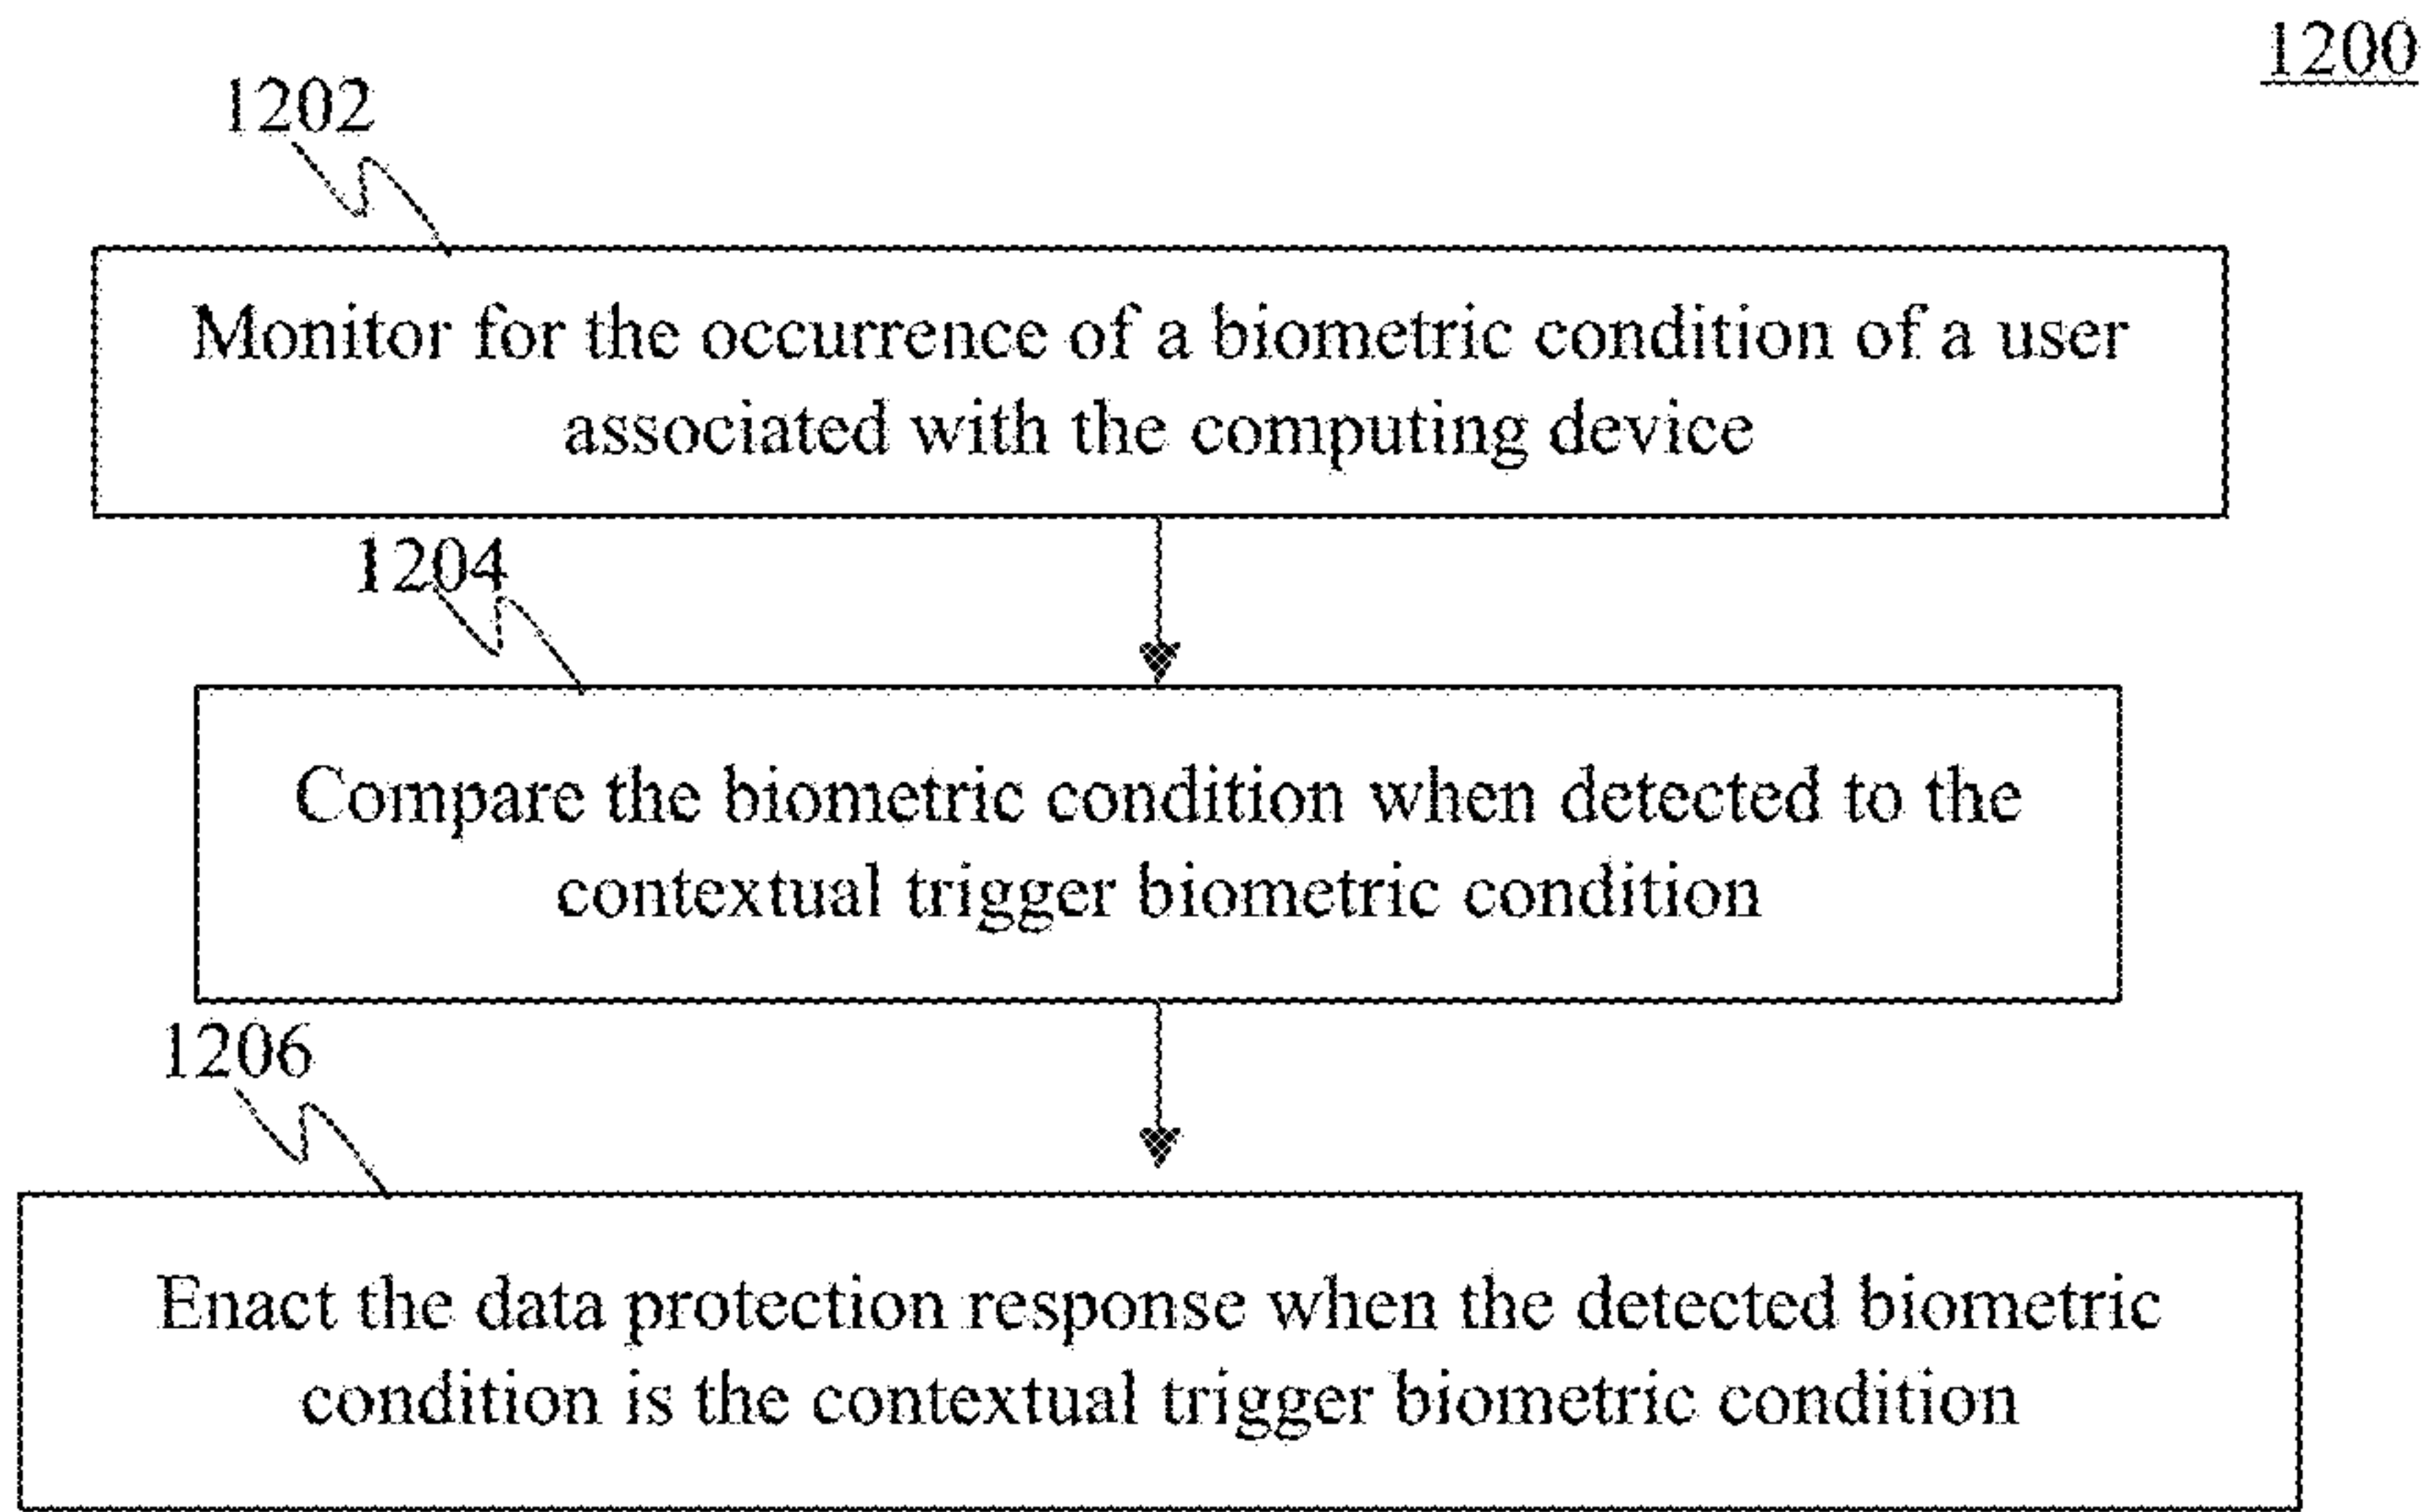 1200
1202
Monitor for the occurrence of a biometric condition of a user
associated with the computing device
1204
Compare the biometric condition when detected to the
contextual trigger biometric condition
1206
Enact the data protection response when the detected biometric
condition is the contextual trigger biometric condition